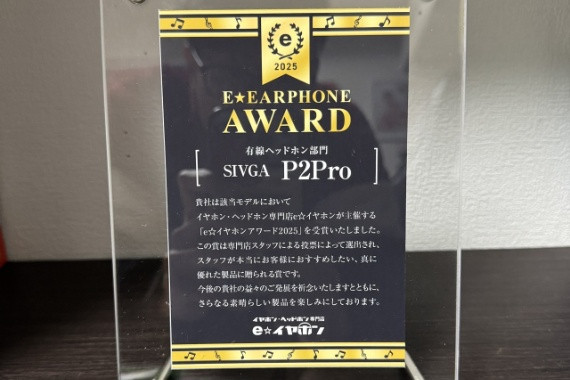 e
2025
E★EARPHONE
AWARD
有線ヘッドホン部門
SIVGA P2Pro
貴社は該当モデルにおいて
イヤホン・ヘッドホン専門店e☆イヤホンが主催する
「e☆イヤホンアワード2025」を受賞いたしました。
この賞は専門店スタッフによる投票によって選出され、
スタッフが本当にお客様におすすめしたい、真に
優れた製品に贈られる賞です。
今後の貴社の益々のご発展を祈念いたしますとともに、
さらなる素晴らしい製品を楽しみにしております。
イヤホン・ヘッドホン専門店
e☆イヤホン